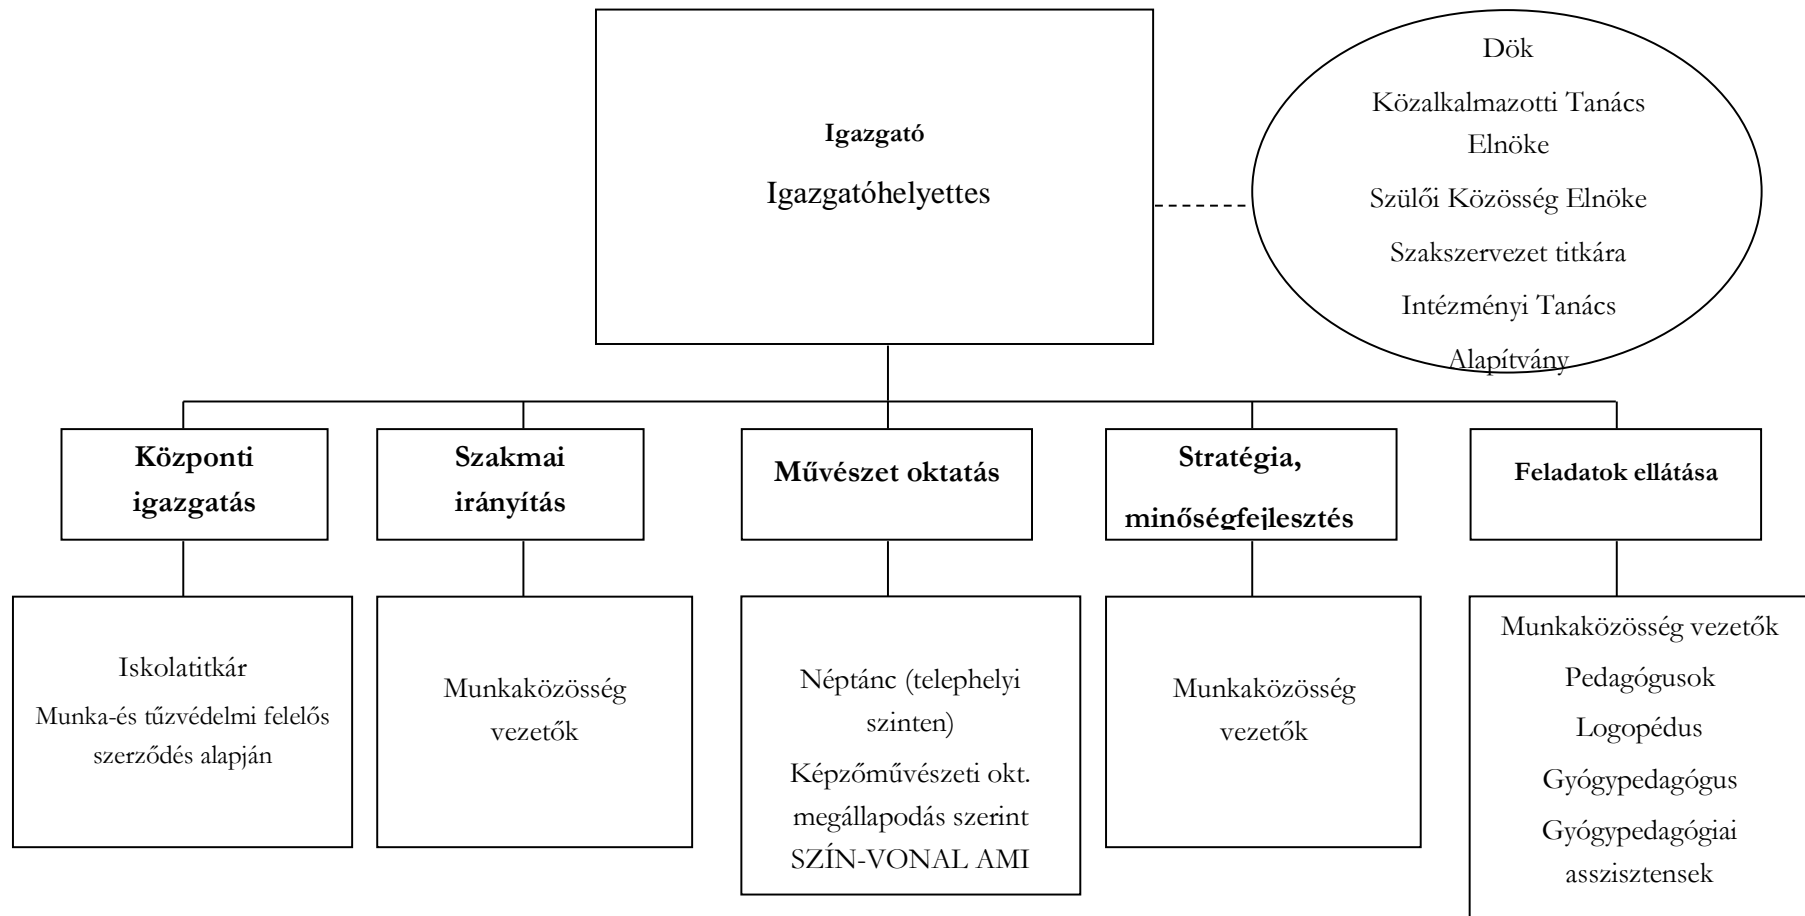 Igazgató
Igazgatóhelyettes
Dök
Közalkalmazotti Tanács
Elnöke
Szülői Közösség Elnöke
Szakszervezet titkára
Intézményi Tanács
Alapítvány
Központi
igazgatás
Szakmai
irányítás
Művészet oktatás
Stratégia,
minőségfejlesztés
Feladatok ellátása
Iskolatitkár
Munka-és tűzvédelmi felelős
szerződés alapján
Munkaközösség
vezetők
Néptánc (telephelyi
szinten)
Képzőművészeti okt.
megállapodás szerint
SZÍN-VONAL AMI
Munkaközösség
vezetők
Munkaközösség vezetők
Pedagógusok
Logopédus
Gyógypedagógus
Gyógypedagógiai
asszisztensek